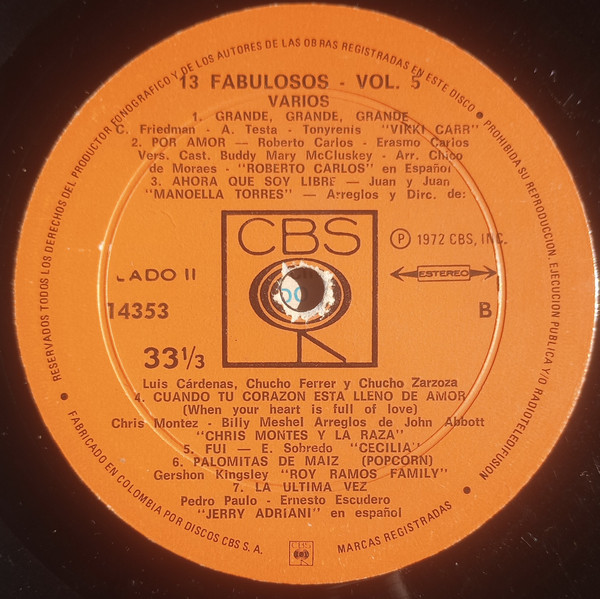 RESERVADOS TODOS LOS DERECHOS DEL PRODUCTOR FONOGRAFICO Y DE LOS AUTORES DE LAS OBRAS REGISTRADAS EN ESTE DISCO • PROHIBIDA SU REPRODUCCION, EJECUCION PUBLICA Y/O RADIOTELEDIFUSION
13 FABULOSOS - VOL. 5
VARIOS
1. GRANDE, GRANDE, GRANDE
C. Friedman - A. Testa - Tonyrenis "VIKKI CARR"
2. POR AMOR — Roberto Carlos - Erasmo Carlos
Vers. Cast. Buddy Mary McCluskey - Arr. Chico
de Moraes - "ROBERTO CARLOS" en Español
3. AHORA QUE SOY LIBRE — Juan y Juan
"MANOELLA TORRES" — Arreglos y Dirc. de:
CBS
Ⓟ 1972 CBS, INC.
LADO II
ESTEREO
14353
B
33 1/3
Luis Cárdenas, Chucho Ferrer y Chucho Zarzoza
4. CUANDO TU CORAZON ESTA LLENO DE AMOR
(When your heart is full of love)
Chris Montez - Billy Meshel Arreglos de John Abbott
"CHRIS MONTES Y LA RAZA"
5. FUI — E. Sobredo "CECILIA"
6. PALOMITAS DE MAIZ (POPCORN)
Gershon Kingsley "ROY RAMOS FAMILY"
7. LA ULTIMA VEZ
Pedro Paulo - Ernesto Escudero
"JERRY ADRIANI" en español
• FABRICADO EN COLOMBIA POR DISCOS CBS S. A.
CBS
MARCAS REGISTRADAS •